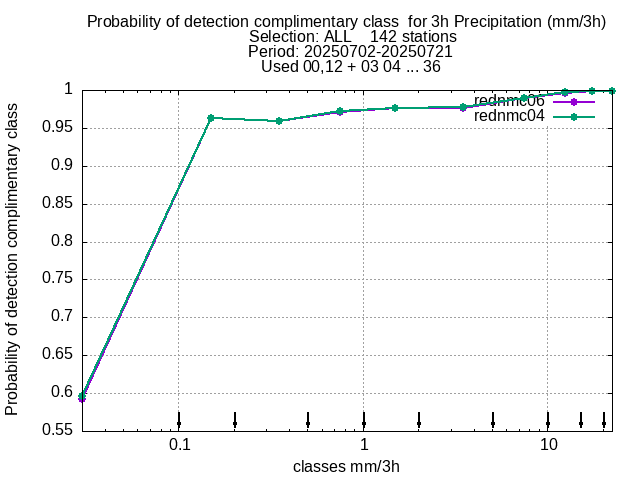 Probability of detection complimentary class  for 3h Precipitation (mm/3h)
Selection: ALL    142 stations
Period: 20250702-20250721
Used 00,12 + 03 04 ... 36
Probability of detection complimentary class
1
0.95
0.9
0.85
0.8
0.75
0.7
0.65
0.6
0.55
rednmc06
rednmc04
0.1
1
10
classes mm/3h